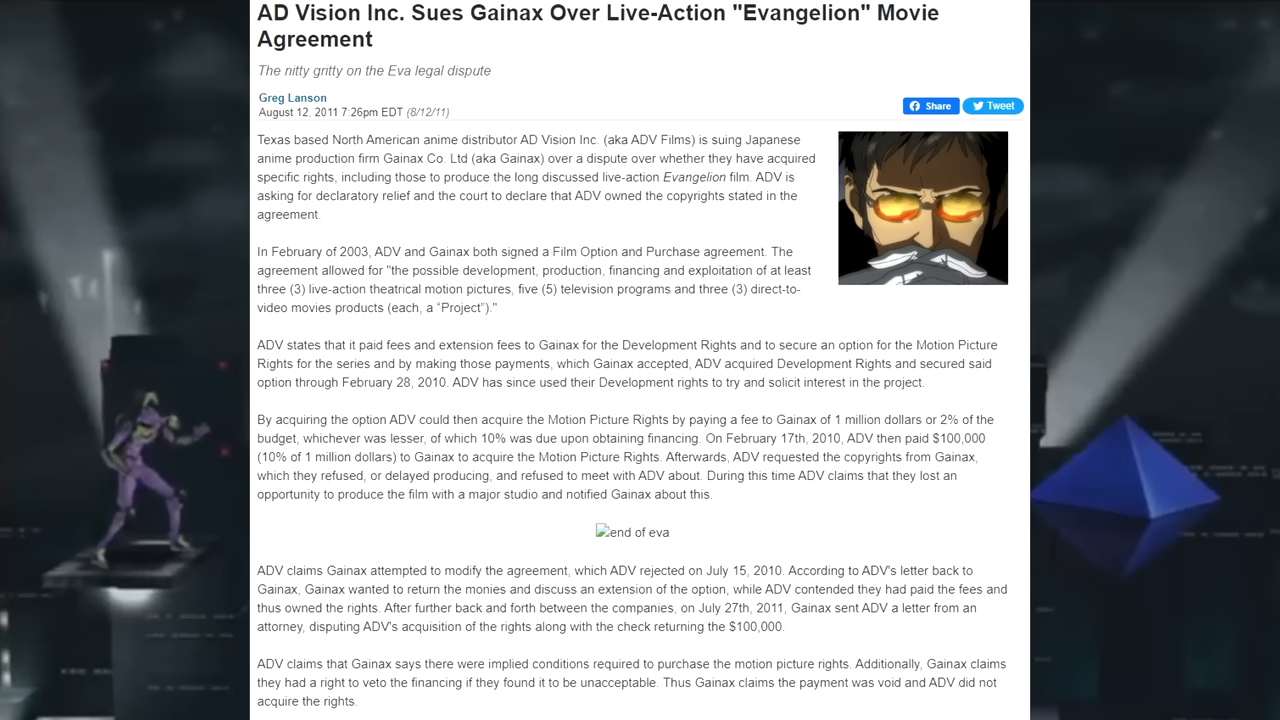 AD Vision Inc. Sues Gainax Over Live-Action "Evangelion" Movie
Agreement
The nitty gritty on the Eva legal dispute
Greg Lanson
August 12, 2011 7:26pm EDT (8/12/11)
Share
Tweet
Texas based North American anime distributor AD Vision Inc. (aka ADV Films) is suing Japanese
anime production firm Gainax Co. Ltd (aka Gainax) over a dispute over whether they have acquired
specific rights, including those to produce the long discussed live-action Evangelion film. ADV is
asking for declaratory relief and the court to declare that ADV owned the copyrights stated in the
agreement.
In February of 2003, ADV and Gainax both signed a Film Option and Purchase agreement. The
agreement allowed for "the possible development, production, financing and exploitation of at least
three (3) live-action theatrical motion pictures, five (5) television programs and three (3) direct-to-
video movies products (each, a “Project”)."
ADV states that it paid fees and extension fees to Gainax for the Development Rights and to secure an option for the Motion Picture
Rights for the series and by making those payments, which Gainax accepted, ADV acquired Development Rights and secured said
option through February 28, 2010. ADV has since used their Development rights to try and solicit interest in the project.
By acquiring the option ADV could then acquire the Motion Picture Rights by paying a fee to Gainax of 1 million dollars or 2% of the
budget, whichever was lesser, of which 10% was due upon obtaining financing. On February 17th, 2010, ADV then paid $100,000
(10% of 1 million dollars) to Gainax to acquire the Motion Picture Rights. Afterwards, ADV requested the copyrights from Gainax,
which they refused, or delayed producing, and refused to meet with ADV about. During this time ADV claims that they lost an
opportunity to produce the film with a major studio and notified Gainax about this.
end of eva
ADV claims Gainax attempted to modify the agreement, which ADV rejected on July 15, 2010. According to ADV's letter back to
Gainax, Gainax wanted to return the monies and discuss an extension of the option, while ADV contended they had paid the fees and
thus owned the rights. After further back and forth between the companies, on July 27th, 2011, Gainax sent ADV a letter from an
attorney, disputing ADV's acquisition of the rights along with the check returning the $100,000.
ADV claims that Gainax says there were implied conditions required to purchase the motion picture rights. Additionally, Gainax claims
they had a right to veto the financing if they found it to be unacceptable. Thus Gainax claims the payment was void and ADV did not
acquire the rights.